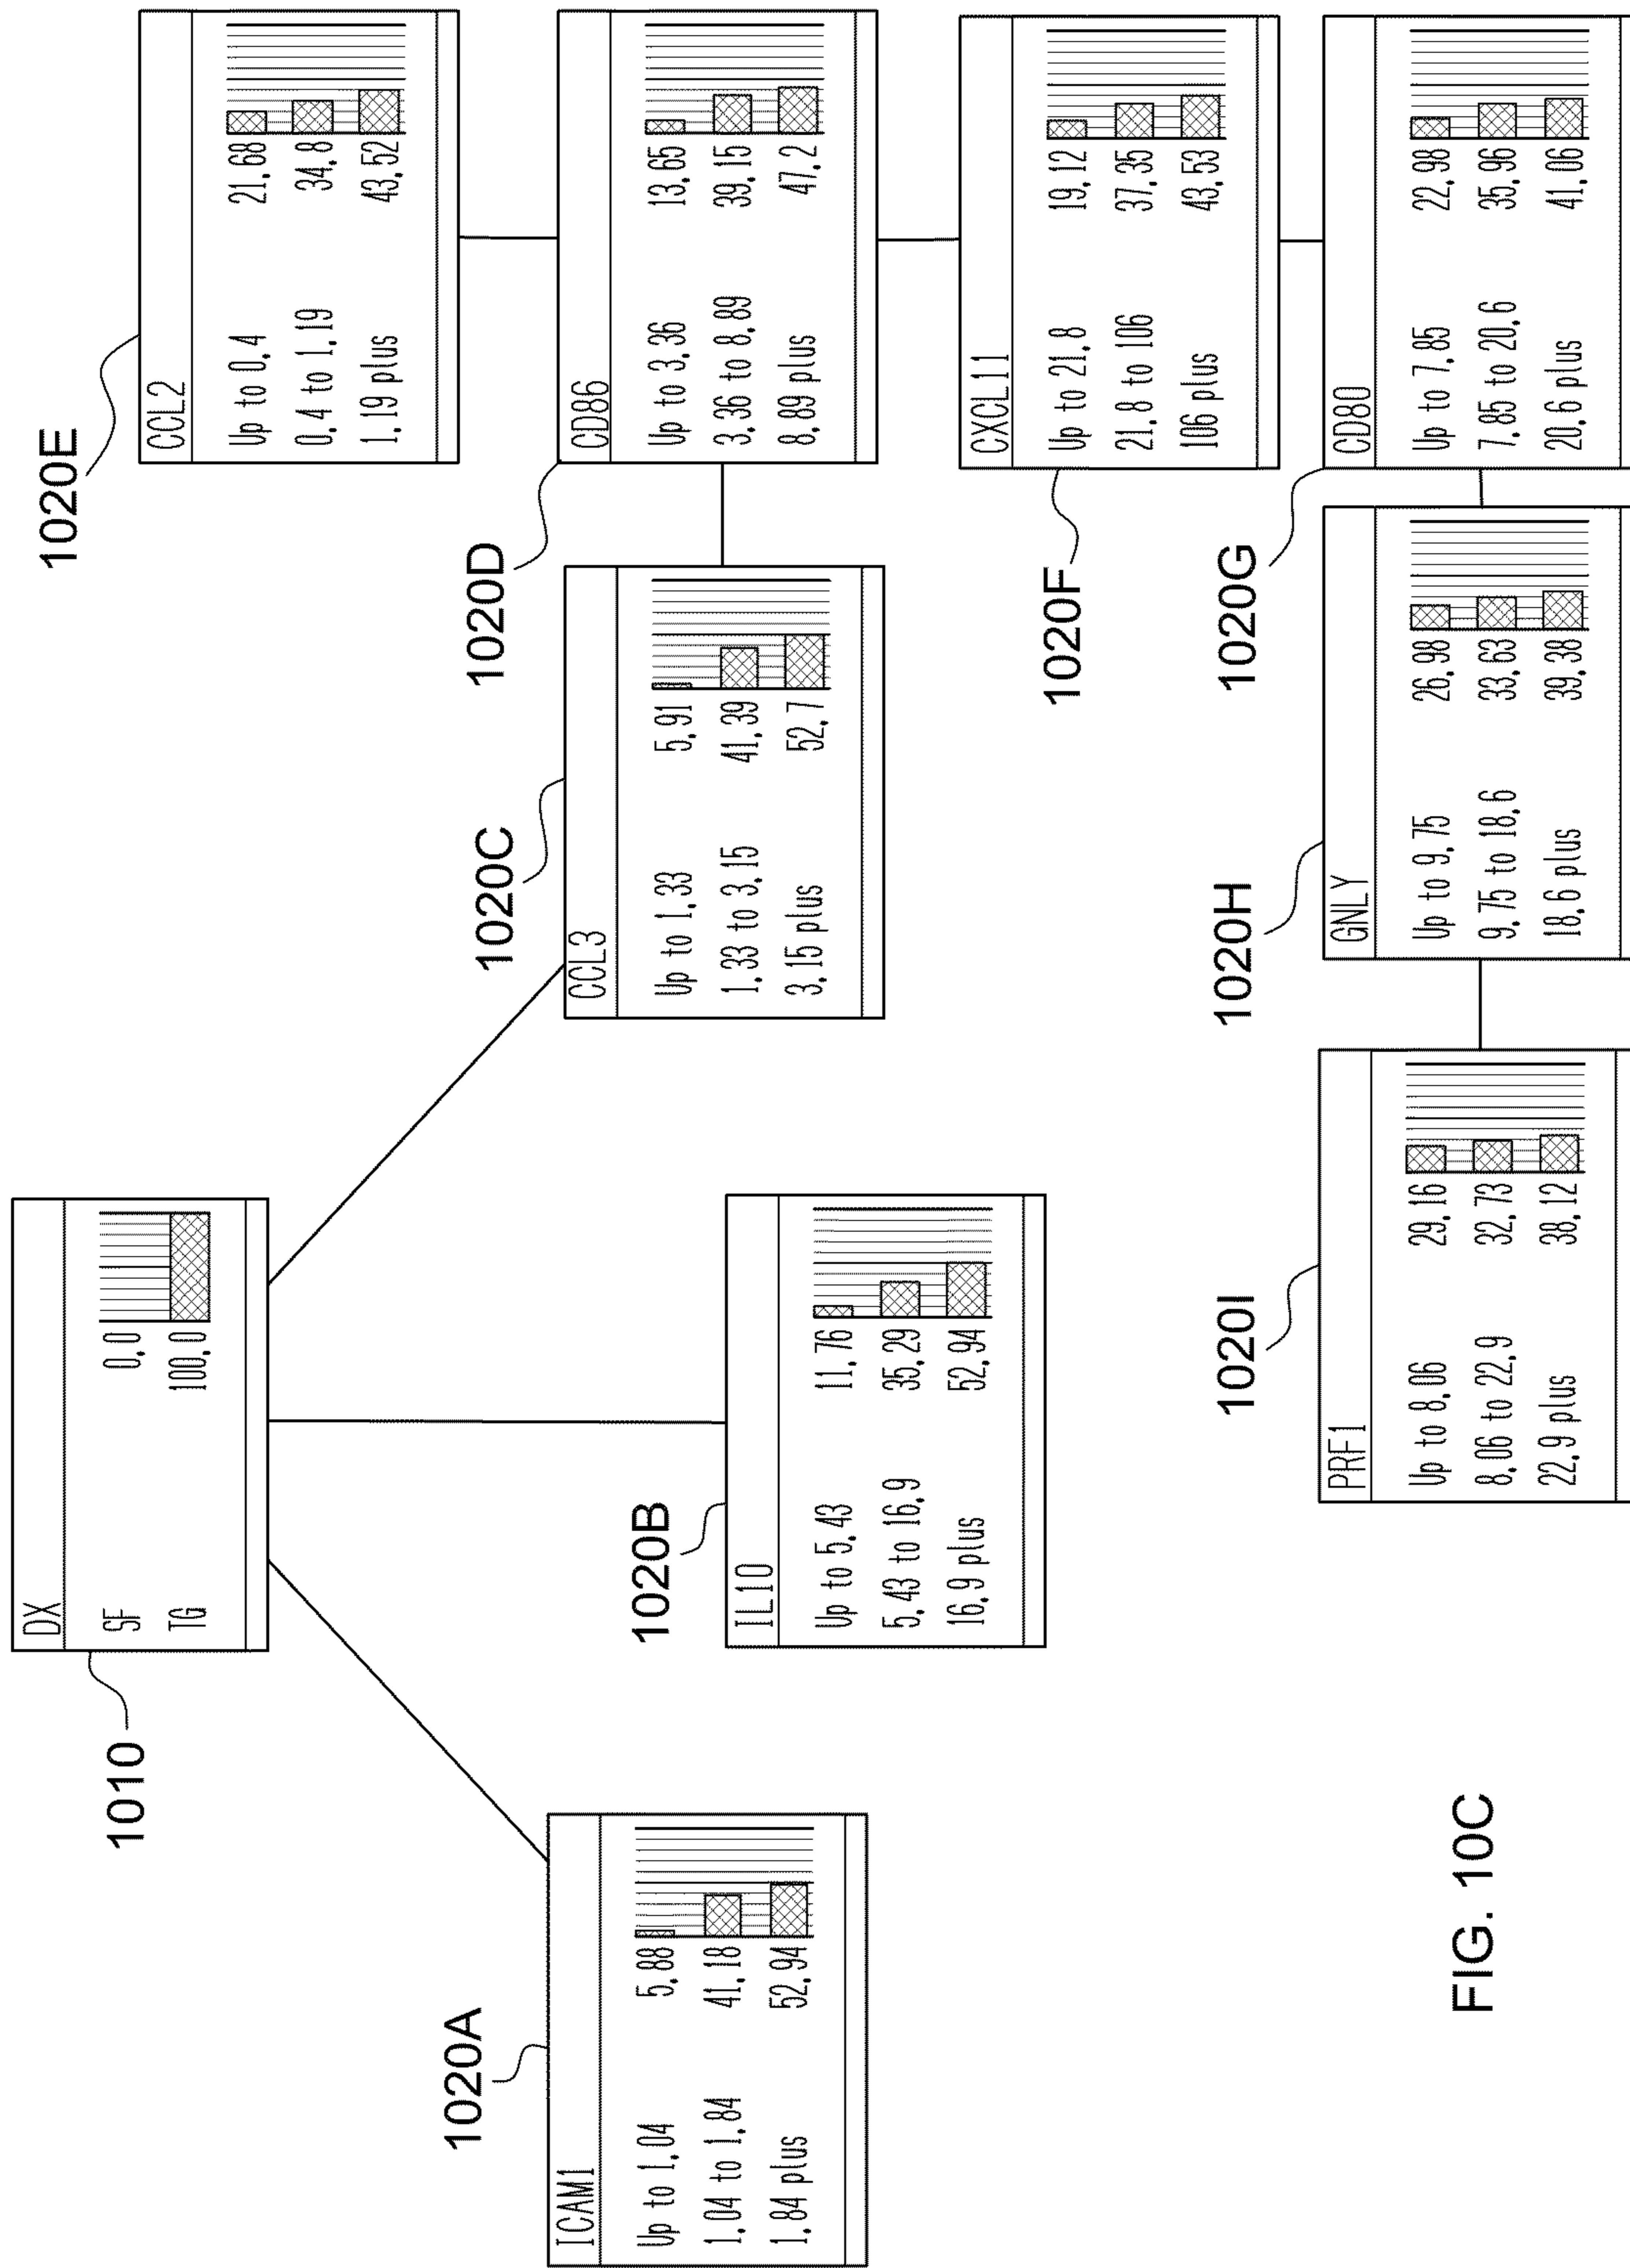 1010
DX
SF 0.0
TG 100.0
1020A
ICAM1
Up to 1.04 5.88
1.04 to 1.84 41.18
1.84 plus 52.94
1020B
IL10
Up to 5.43 11.76
5.43 to 16.9 35.29
16.9 plus 52.94
1020C
CCL3
Up to 1.33 5.91
1.33 to 3.15 41.39
3.15 plus 52.7
1020E
CCL2
Up to 0.4 21.68
0.4 to 1.19 34.8
1.19 plus 43.52
1020D
CD86
Up to 3.36 13.65
3.36 to 8.89 39.15
8.89 plus 47.2
1020F
CXCL11
Up to 21.8 19.12
21.8 to 106 37.35
106 plus 43.53
1020I
PRF1
Up to 8.06 29.16
8.06 to 22.9 32.73
22.9 plus 38.12
1020H
GNLY
Up to 9.75 26.98
9.75 to 18.6 33.63
18.6 plus 39.38
1020G
CD80
Up to 7.85 22.98
7.85 to 20.6 35.96
20.6 plus 41.06
FIG. 10C